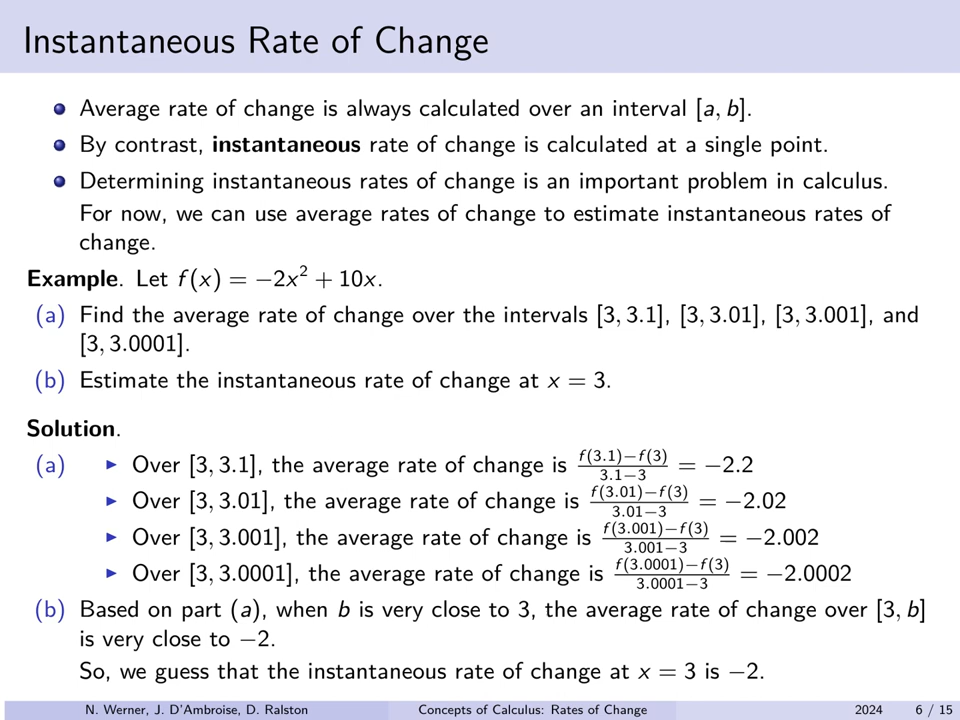 Instantaneous Rate of Change
Average rate of change is always calculated over an interval [a, b].
By contrast, instantaneous rate of change is calculated at a single point.
Determining instantaneous rates of change is an important problem in calculus.
For now, we can use average rates of change to estimate instantaneous rates of
change.
Example. Let f(x) = −2x² + 10x.
(a) Find the average rate of change over the intervals [3, 3.1], [3, 3.01], [3, 3.001], and
[3, 3.0001].
(b) Estimate the instantaneous rate of change at x = 3.
Solution.
(a) ▶ Over [3, 3.1], the average rate of change is \frac{f(3.1)−f(3)}{3.1−3} = −2.2
▶ Over [3, 3.01], the average rate of change is \frac{f(3.01)−f(3)}{3.01−3} = −2.02
▶ Over [3, 3.001], the average rate of change is \frac{f(3.001)−f(3)}{3.001−3} = −2.002
▶ Over [3, 3.0001], the average rate of change is \frac{f(3.0001)−f(3)}{3.0001−3} = −2.0002
(b) Based on part (a), when b is very close to 3, the average rate of change over [3, b]
is very close to −2.
So, we guess that the instantaneous rate of change at x = 3 is −2.
N. Werner, J. D'Ambroise, D. Ralston Concepts of Calculus: Rates of Change 2024 6 / 15